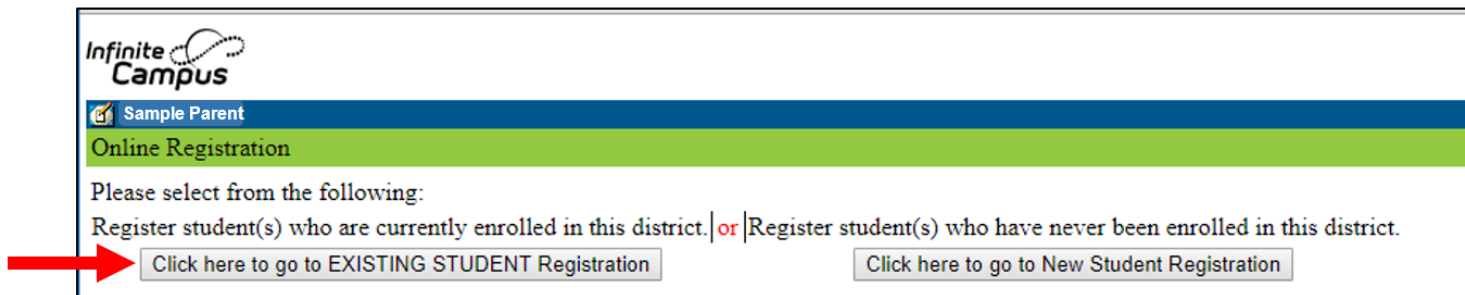 Infinite
Campus
Sample Parent
Online Registration
Please select from the following:
Register student(s) who are currently enrolled in this district. or Register student(s) who have never been enrolled in this district.
Click here to go to EXISTING STUDENT Registration Click here to go to New Student Registration